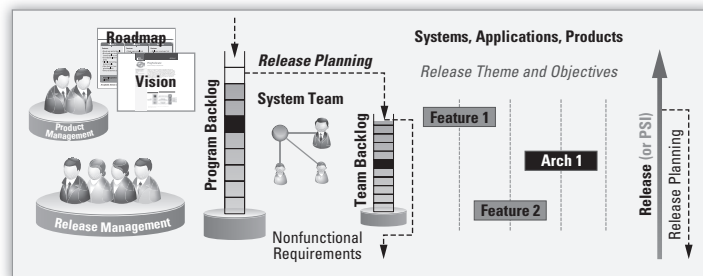 Roadmap
Vision
Product
Management
Release Management
Program Backlog
Release Planning
System Team
Team Backlog
Nonfunctional
Requirements
Systems, Applications, Products
Release Theme and Objectives
Feature 1
Arch 1
Feature 2
Release (or PSI)
Release Planning